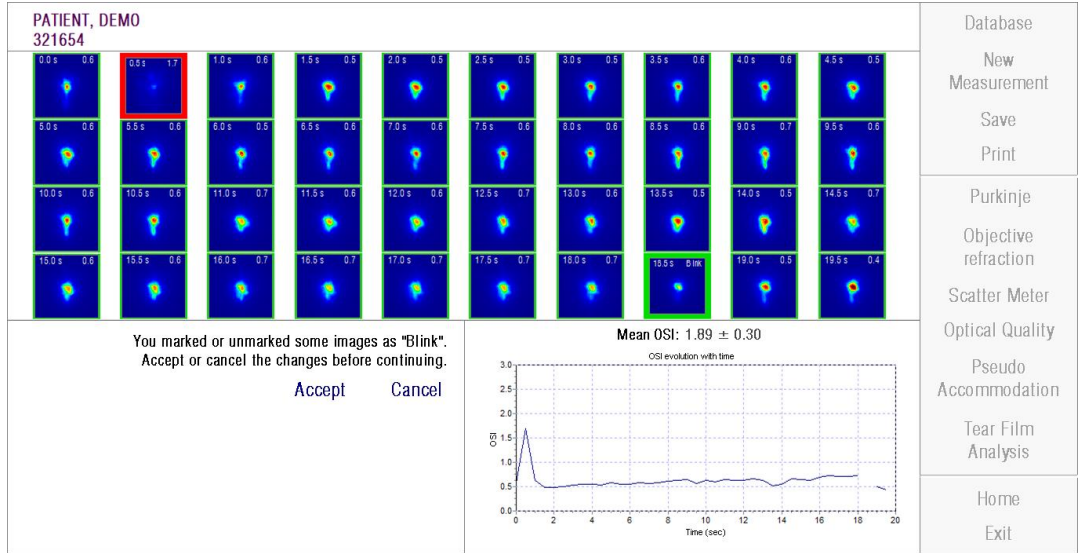 PATIENT, DEMO
321654
0.0 s 0.6 0.5 s 1.7 1.0 s 0.6 1.5 s 0.5 2.0 s 0.5 2.5 s 0.5 3.0 s 0.5 3.5 s 0.6 4.0 s 0.6 4.5 s 0.5
5.0 s 0.6 5.5 s 0.6 6.0 s 0.5 6.5 s 0.6 7.0 s 0.6 7.5 s 0.6 8.0 s 0.6 8.5 s 0.6 9.0 s 0.7 9.5 s 0.6
10.0 s 0.6 10.5 s 0.6 11.0 s 0.7 11.5 s 0.6 12.0 s 0.6 12.5 s 0.7 13.0 s 0.6 13.5 s 0.5 14.0 s 0.5 14.5 s 0.7
15.0 s 0.6 15.5 s 0.6 16.0 s 0.7 16.5 s 0.7 17.0 s 0.7 17.5 s 0.7 18.0 s 0.7 18.5 s Blink 19.0 s 0.5 19.5 s 0.4
You marked or unmarked some images as "Blink".
Accept or cancel the changes before continuing.
Accept Cancel
Mean OSI: 1.89 ± 0.30
OSI evolution with time
3.0
2.5
2.0
1.5
1.0
0.5
0.0
OSI
0 2 4 6 8 10 12 14 16 18 20
Time (sec)
Database
New
Measurement
Save
Print
Purkinje
Objective
refraction
Scatter Meter
Optical Quality
Pseudo
Accommodation
Tear Film
Analysis
Home
Exit